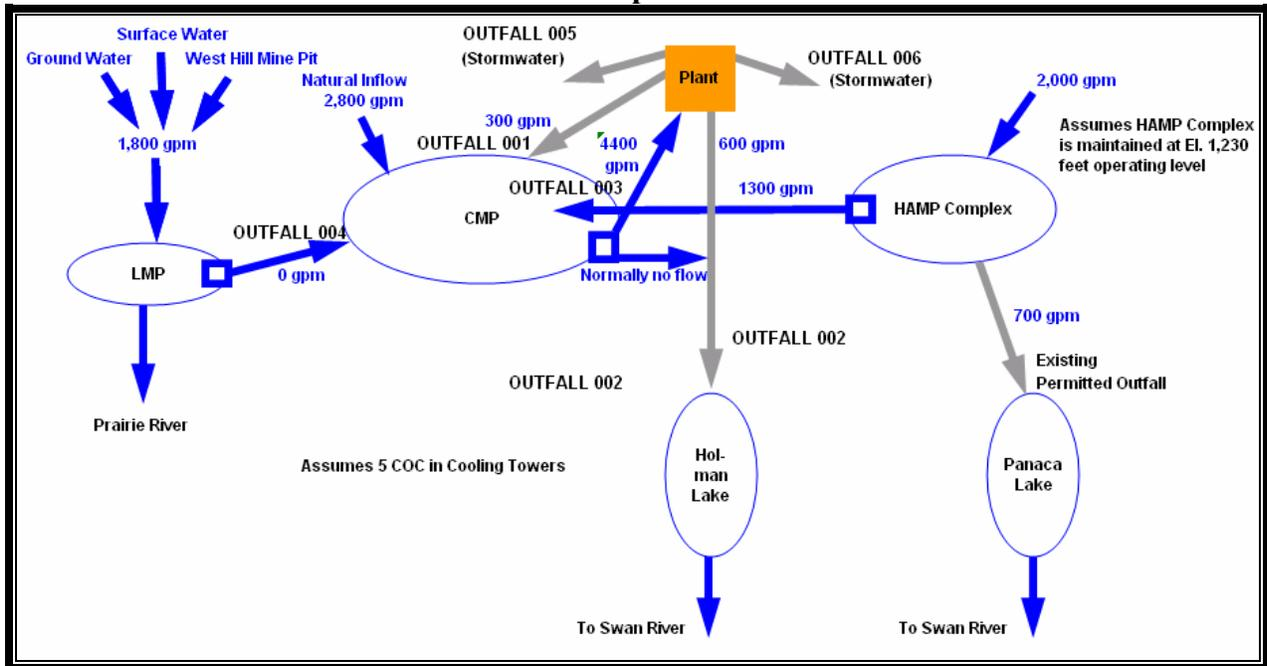 Surface Water
Ground Water
West Hill Mine Pit
1,800 gpm
Natural Inflow
2,800 gpm
OUTFALL 005
(Stormwater)
Plant
OUTFALL 006
(Stormwater)
2,000 gpm
Assumes HAMP Complex
is maintained at El. 1,230
feet operating level
300 gpm
OUTFALL 001
4400
gpm
600 gpm
OUTFALL 003
1300 gpm
CMP
HAMP Complex
OUTFALL 004
LMP
0 gpm
Normally no flow
700 gpm
OUTFALL 002
OUTFALL 002
Existing
Permitted Outfall
Prairie River
Assumes 5 COC in Cooling Towers
Hol-
man
Lake
Panaca
Lake
To Swan River
To Swan River